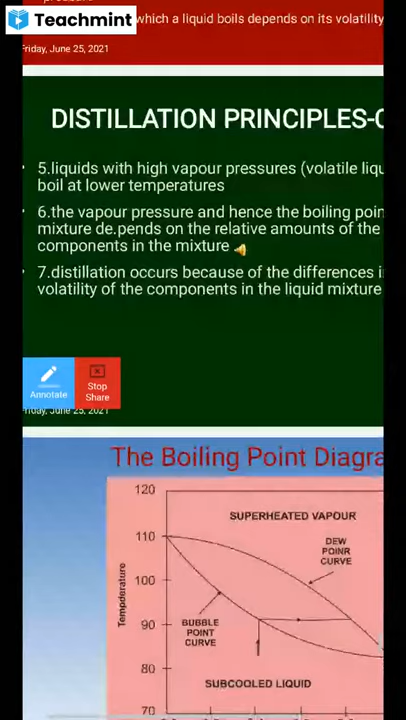 Teachmint
which a liquid boils depends on its volatility
Friday, June 25, 2021
DISTILLATION PRINCIPLES-
5.liquids with high vapour pressures (volatile
boil at lower temperatures
6.the vapour pressure and hence the boiling
mixture de.pends on the relative amounts of the
components in the mixture
7.distillation occurs because of the differences
volatility of the components in the liquid mixture
Annotate
Stop
Share
Friday, June 25, 2021
The Boiling Point
120
SUPERHEATED VAPOUR
110
DEW
POINR
CURVE
100
Tempderature
90
BUBBLE
POINT
CURVE
80
SUBCOOLED LIQUID
70